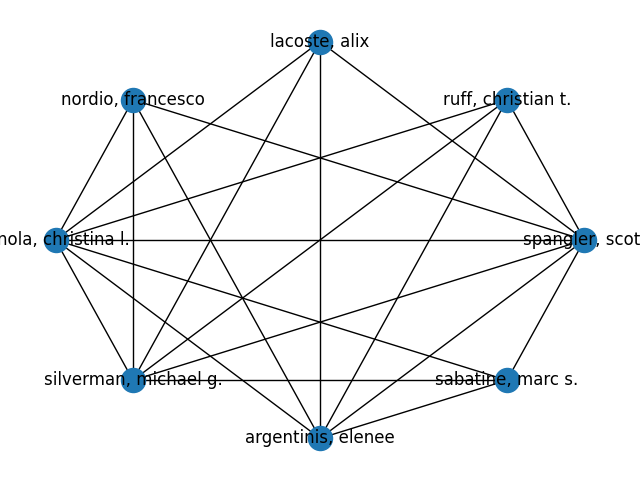 lacoste, alix
nordio, francesco
ruff, christian t.
nola, christina l.
spangler, scot
silverman, michael g.
sabatine, marc s.
argentinis, elenee